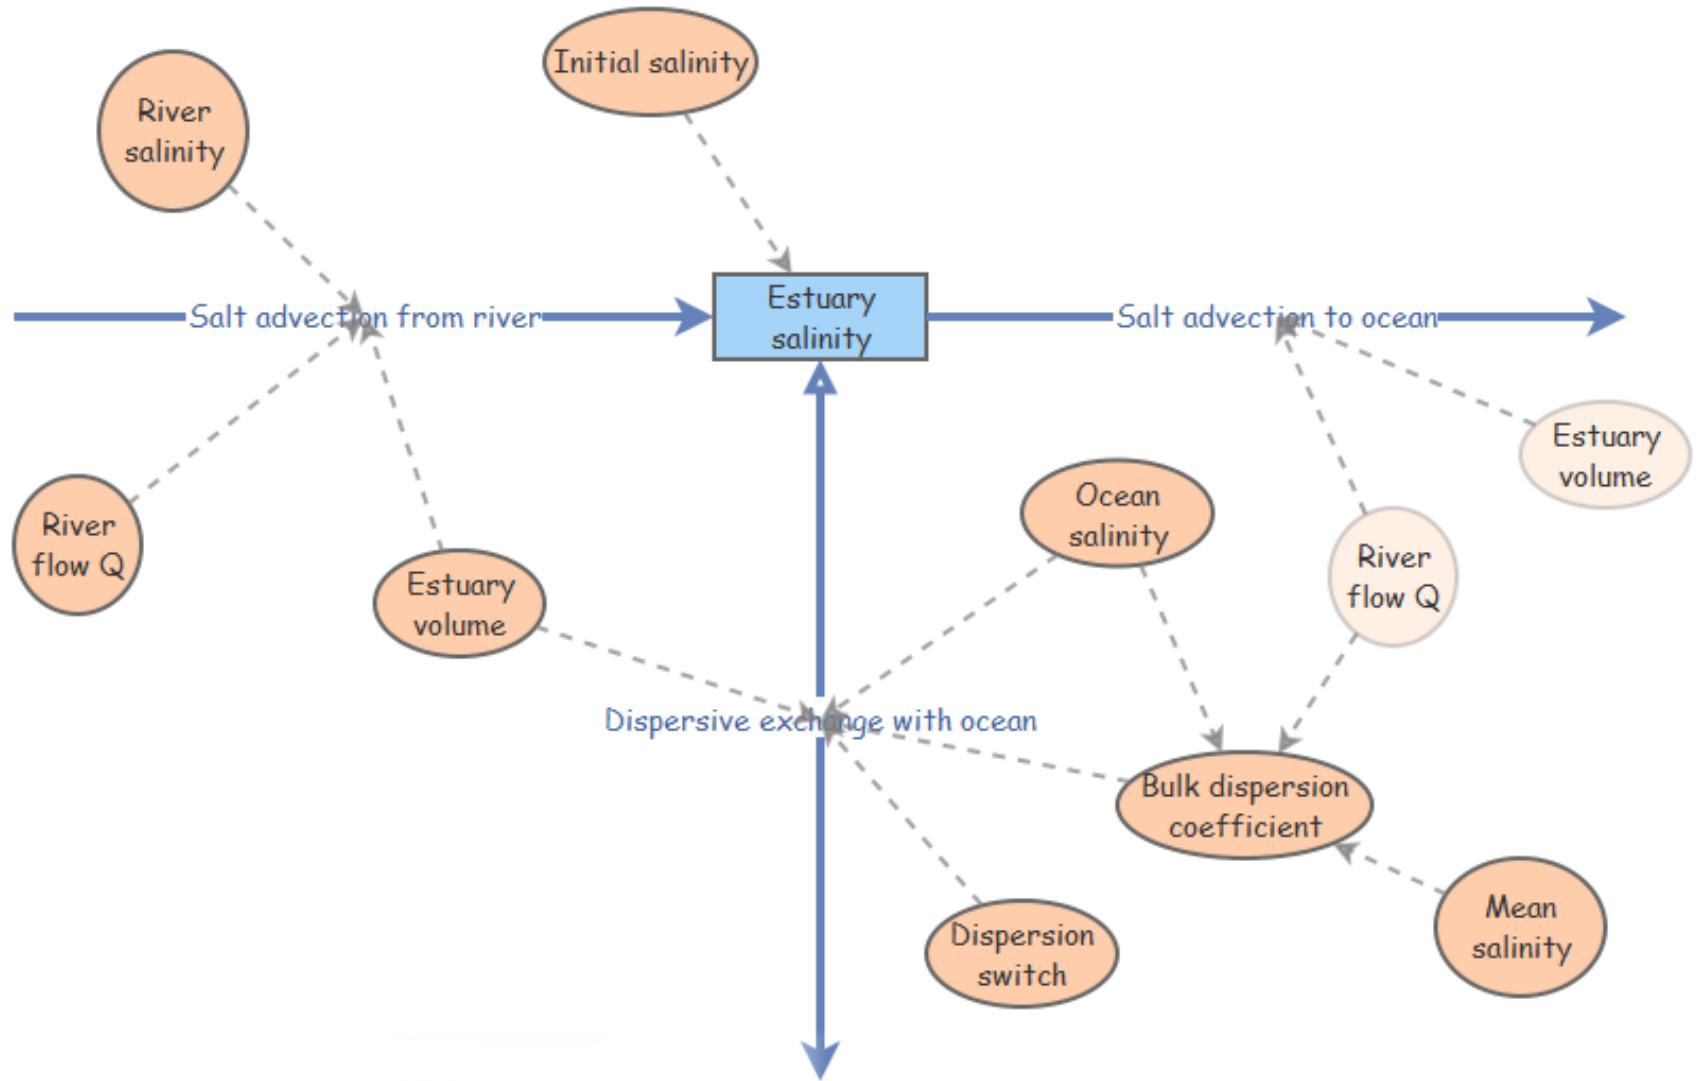 Initial salinity
River
salinity
Estuary
salinity
Salt advection from river
Salt advection to ocean
Estuary
volume
Ocean
salinity
River
flow Q
River
flow Q
Estuary
volume
Dispersive exchange with ocean
Bulk dispersion
coefficient
Mean
salinity
Dispersion
switch